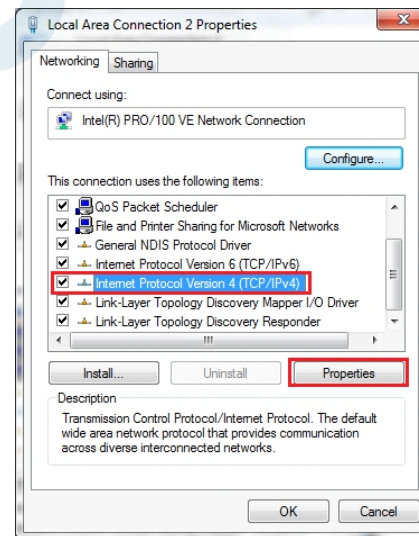 Local Area Connection 2 Properties
Networking
Sharing
Connect using:
Intel(R) PRO/100 VE Network Connection
Configure...
This connection uses the following items:
QoS Packet Scheduler
File and Printer Sharing for Microsoft Networks
General NDIS Protocol Driver
Internet Protocol Version 6 (TCP/IPv6)
Internet Protocol Version 4 (TCP/IPv4)
Link-Layer Topology Discovery Mapper I/O Driver
Link-Layer Topology Discovery Responder
Install...
Uninstall
Properties
Description
Transmission Control Protocol/Internet Protocol. The default
wide area network protocol that provides communication
across diverse interconnected networks.
OK
Cancel